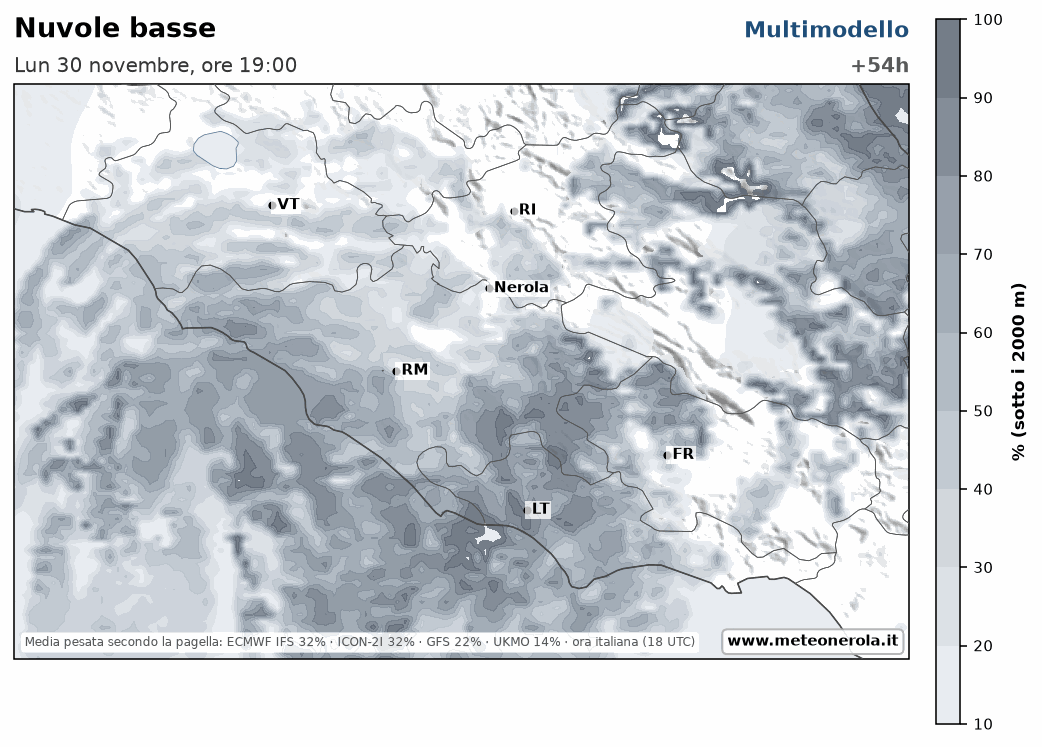 Nuvole basse
Multimodello
Lun 30 novembre, ore 19:00
+54h
100
90
80
70
60
50
40
30
20
10
% (sotto i 2000 m)
VT
RI
Nerola
RM
FR
LT
Media pesata secondo la pagella: ECMWF IFS 32% · ICON-2I 32% · GFS 22% · UKMO 14% · ora italiana (18 UTC)
www.meteonerola.it